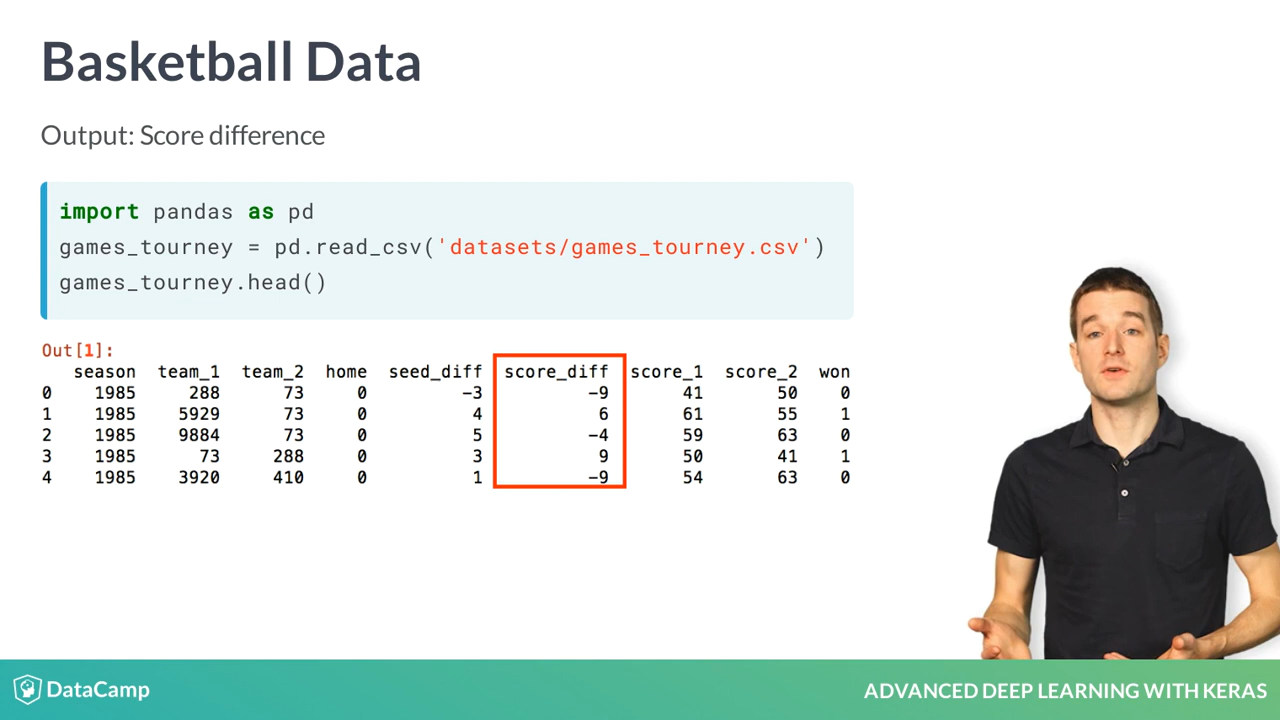 Basketball Data
Output: Score difference
import pandas as pd
games_tourney = pd.read_csv('datasets/games_tourney.csv')
games_tourney.head()
Out[1]:
season team_1 team_2 home seed_diff score_diff score_1 score_2 won
0 1985 288 73 0 -3 -9 41 50 0
1 1985 5929 73 0 4 6 61 55 1
2 1985 9884 73 0 5 -4 59 63 0
3 1985 73 288 0 3 9 50 41 1
4 1985 3920 410 0 1 -9 54 63 0
DataCamp
ADVANCED DEEP LEARNING WITH KERAS